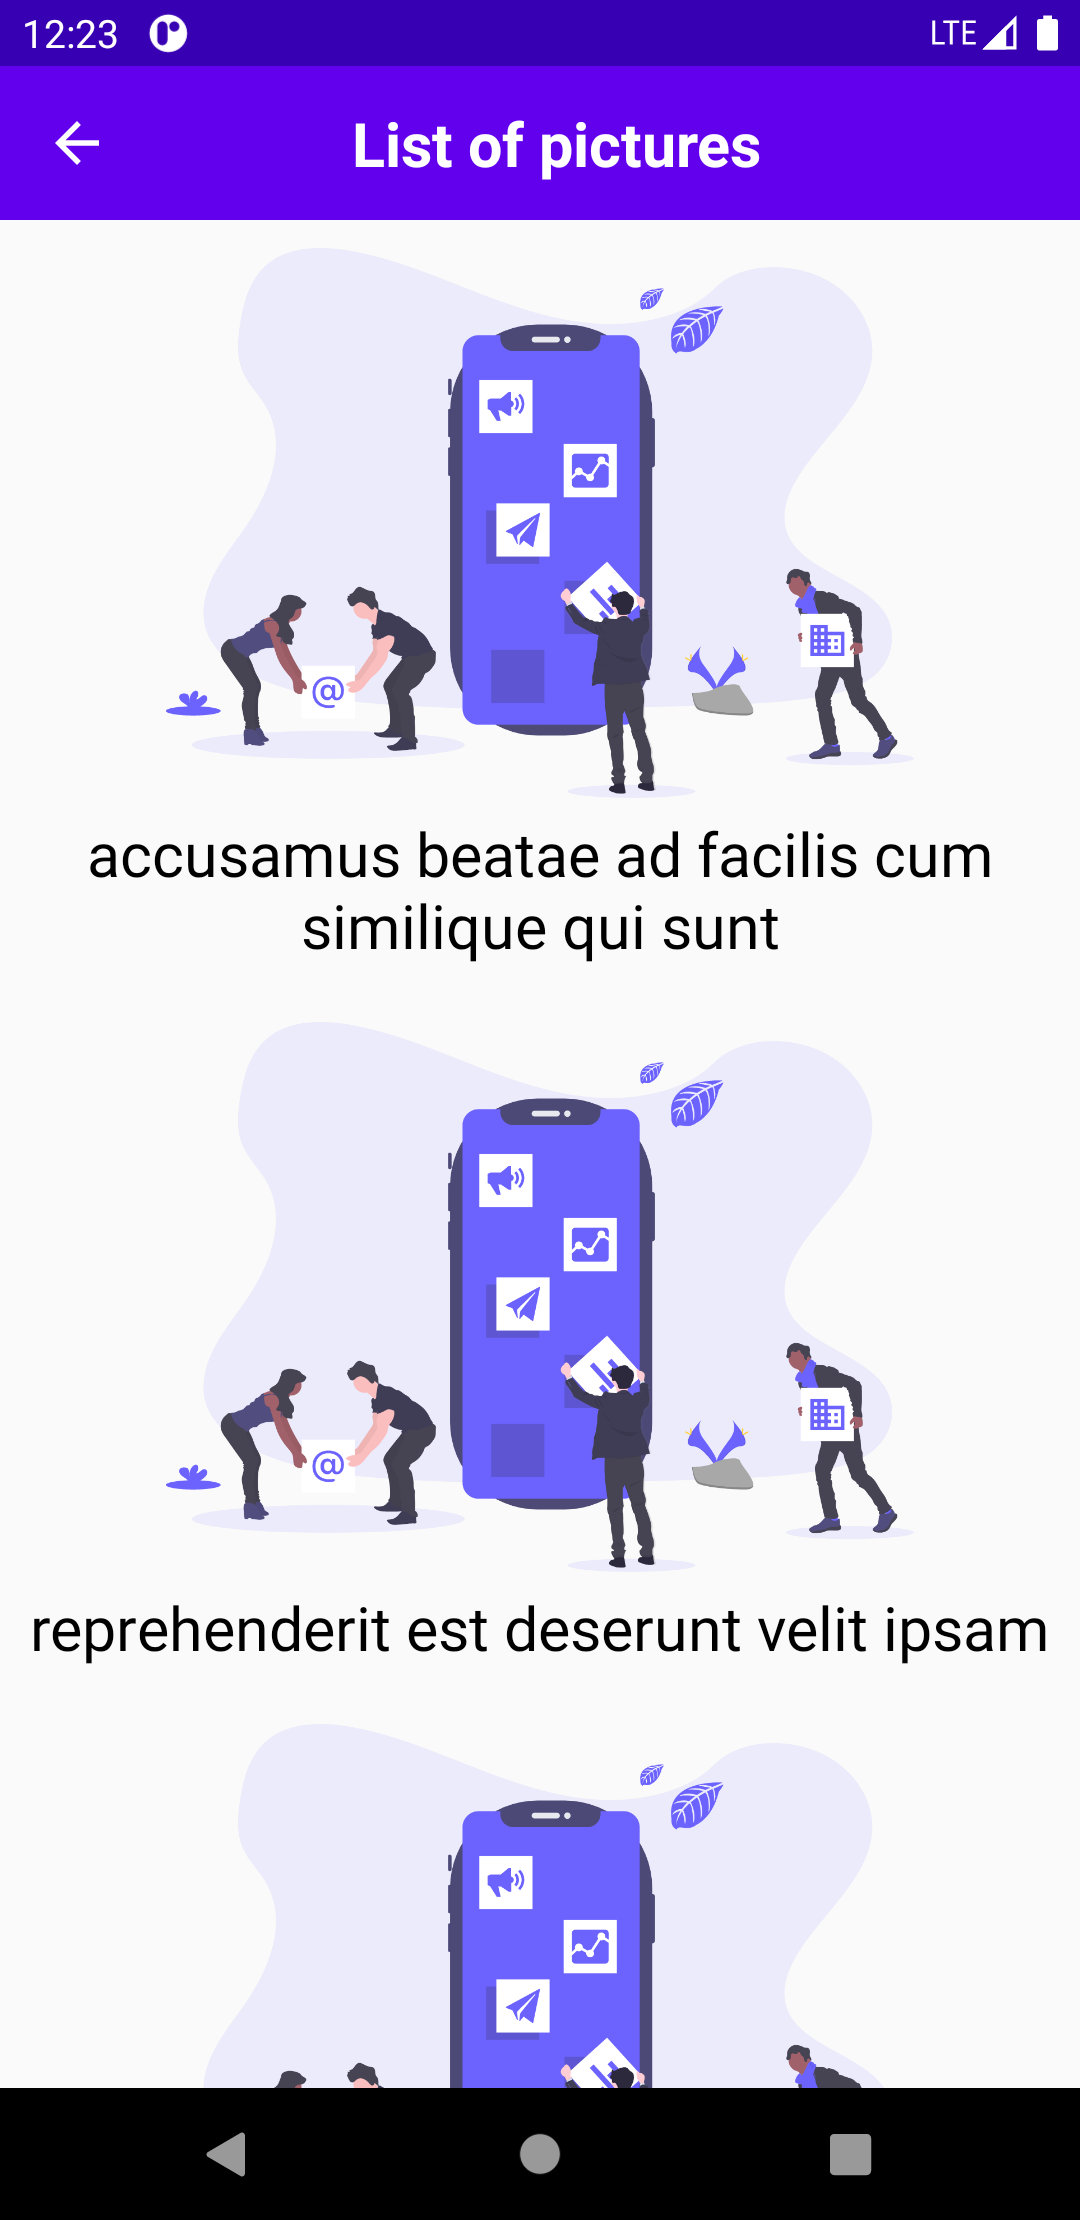 12:23
LTE
List of pictures
@
accusamus beatae ad facilis cum
similique qui sunt
@
reprehenderit est deserunt velit ipsam